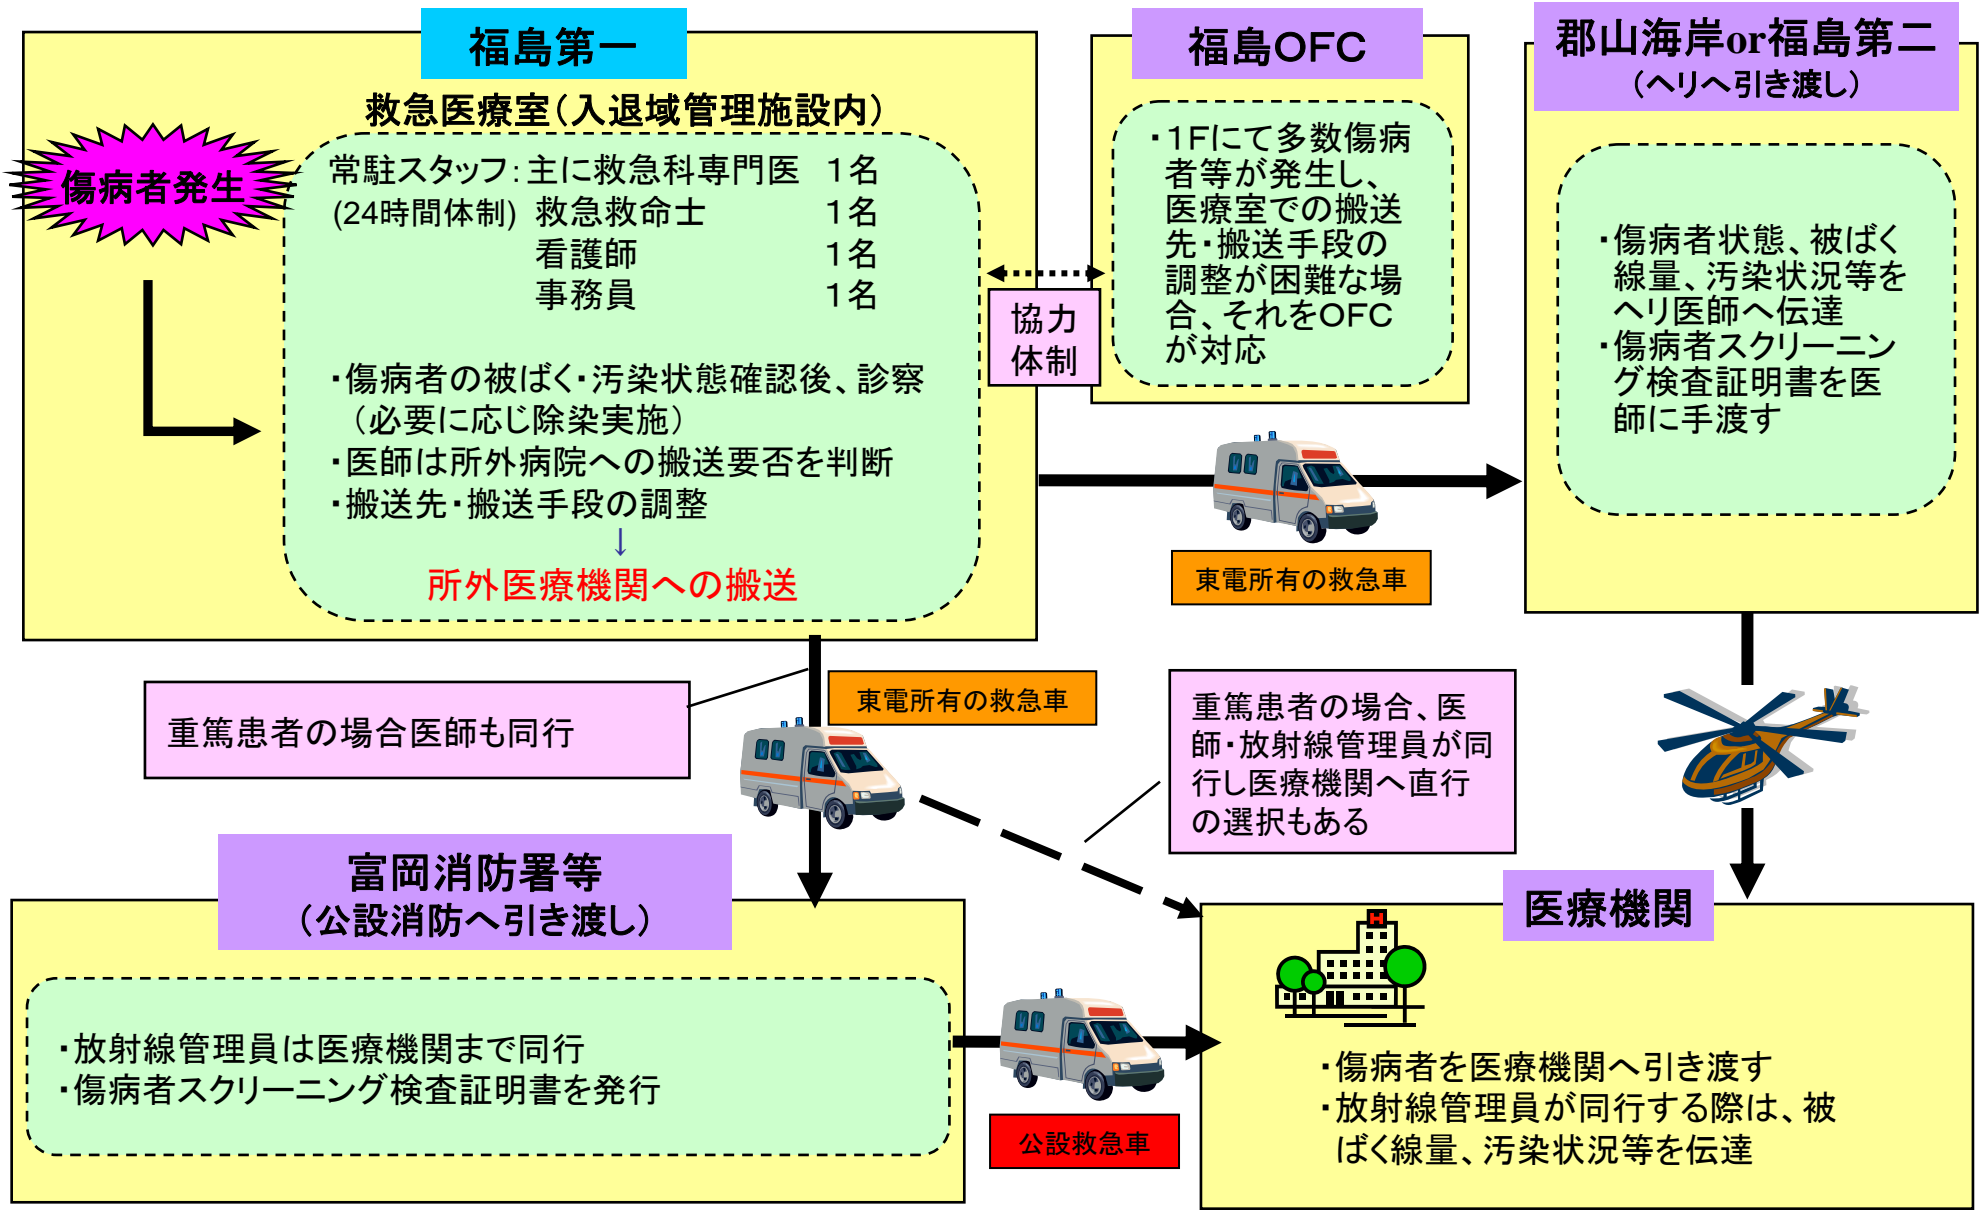 福島第一
救急医療室（入退域管理施設内）
傷病者発生
常駐スタッフ：主に救急科専門医　１名
(24時間体制)　救急救命士　１名
看護師　１名
事務員　１名
・傷病者の被ばく・汚染状態確認後、診察
（必要に応じ除染実施）
・医師は所外病院への搬送要否を判断
・搬送先・搬送手段の調整
↓
所外医療機関への搬送
協力
体制
福島OFC
・１Fにて多数傷病
者等が発生し、
医療室での搬送
先・搬送手段の
調整が困難な場
合、それをOFC
が対応
郡山海岸or福島第二
（ヘリへ引き渡し）
・傷病者状態、被ばく
線量、汚染状況等を
ヘリ医師へ伝達
・傷病者スクリーニン
グ検査証明書を医
師に手渡す
東電所有の救急車
重篤患者の場合医師も同行
東電所有の救急車
重篤患者の場合、医
師・放射線管理員が同
行し医療機関へ直行
の選択もある
富岡消防署等
（公設消防へ引き渡し）
・放射線管理員は医療機関まで同行
・傷病者スクリーニング検査証明書を発行
公設救急車
医療機関
H
・傷病者を医療機関へ引き渡す
・放射線管理員が同行する際は、被
ばく線量、汚染状況等を伝達